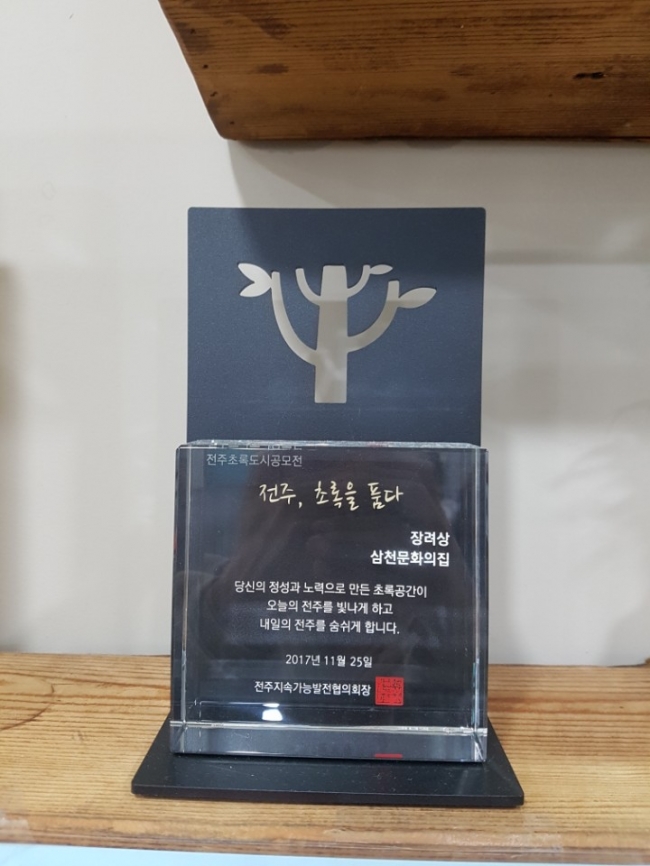 전주초록도시공모전
전주, 초록을 품다
장려상
삼천문화의집
당신의 정성과 노력으로 만든 초록공간이
오늘의 전주를 빛나게 하고
내일의 전주를 숨쉬게 합니다.
2017년 11월 25일
전주지속가능발전협의회장